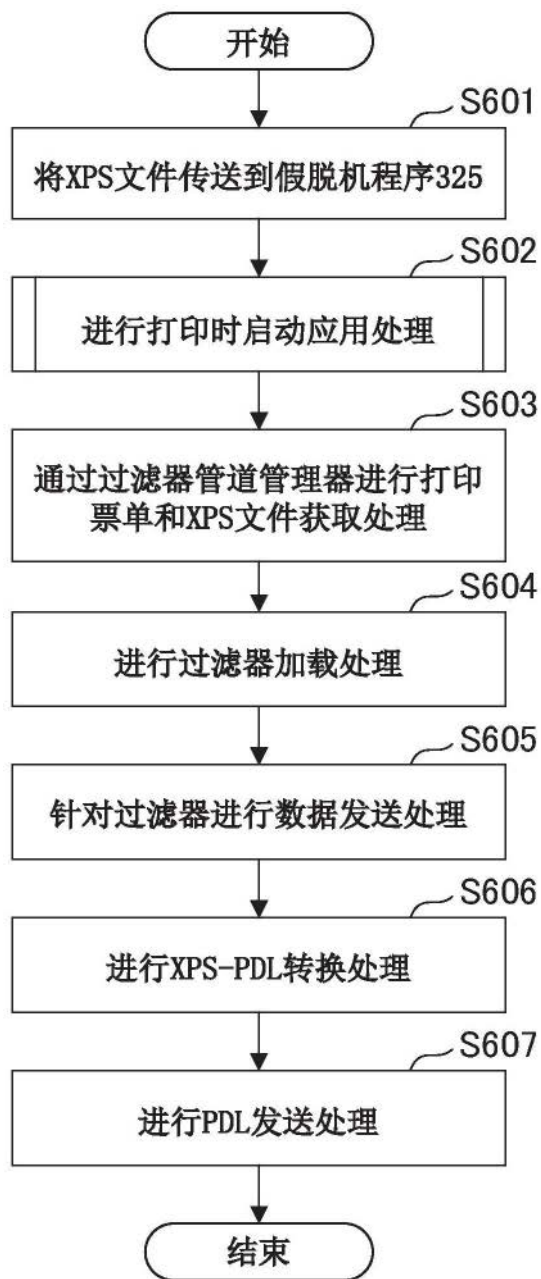 开始
S601
将XPS文件传送到假脱机程序325
S602
进行打印时启动应用处理
S603
通过过滤器管道管理器进行打印
票单和XPS文件获取处理
S604
进行过滤器加载处理
S605
针对过滤器进行数据发送处理
S606
进行XPS-PDL转换处理
S607
进行PDL发送处理
结束